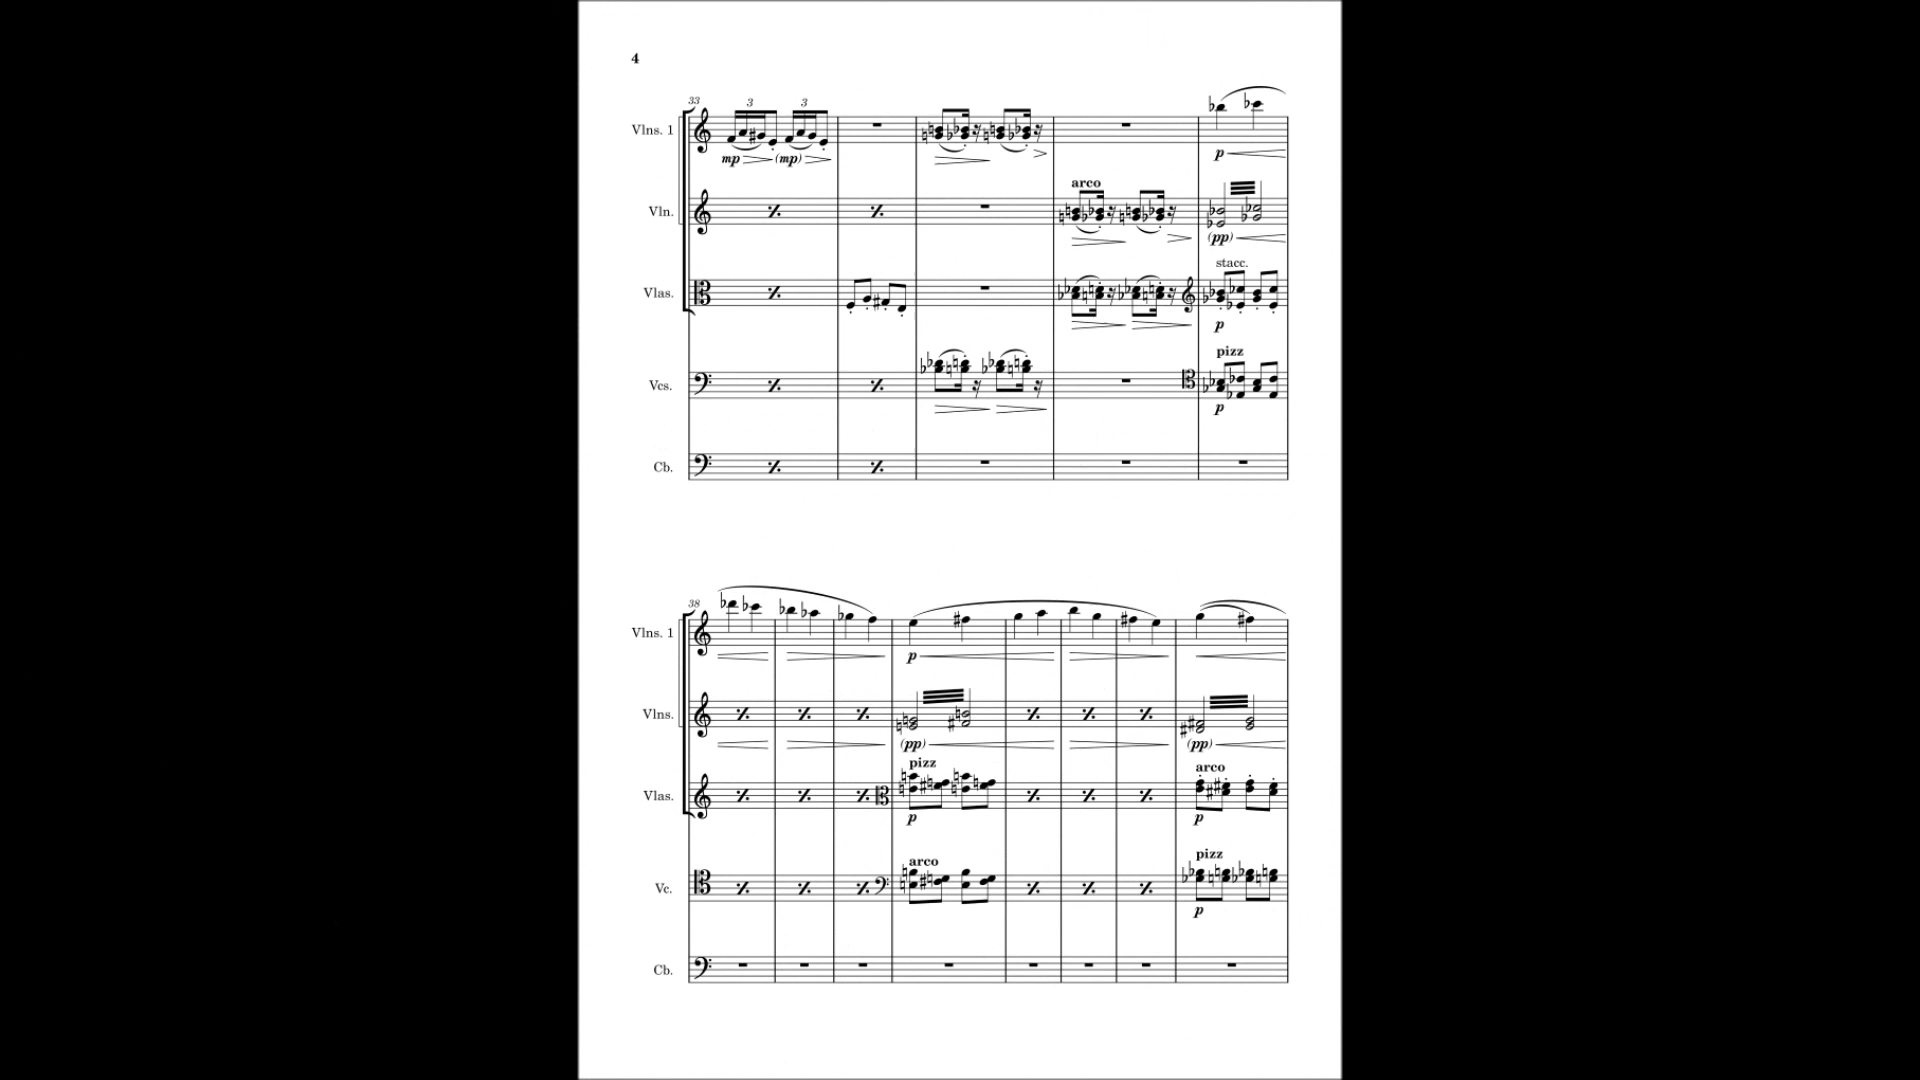 4
33
3 3
Vlns. 1
mp (mp) p
arco
Vln.
(pp)
stacc.
Vlas.
p
pizz
Vcs.
p
Cb.
38
Vlns. 1
p
Vlns.
(pp) (pp)
pizz arco
Vlas.
p p
arco pizz
Vc.
p
Cb.